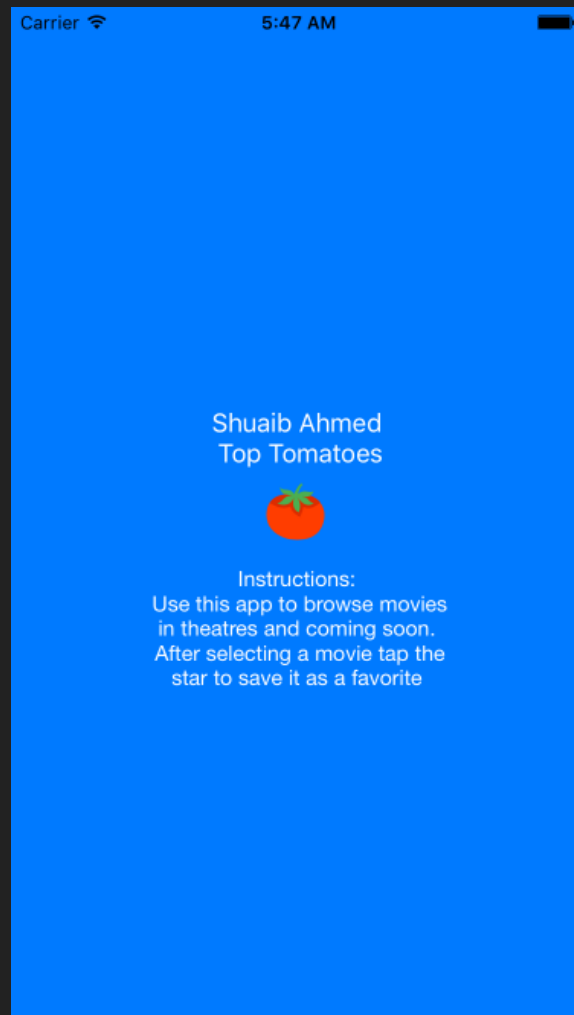 Carrier
5:47 AM
Shuaib Ahmed
Top Tomatoes
Instructions:
Use this app to browse movies
in theatres and coming soon.
After selecting a movie tap the
star to save it as a favorite